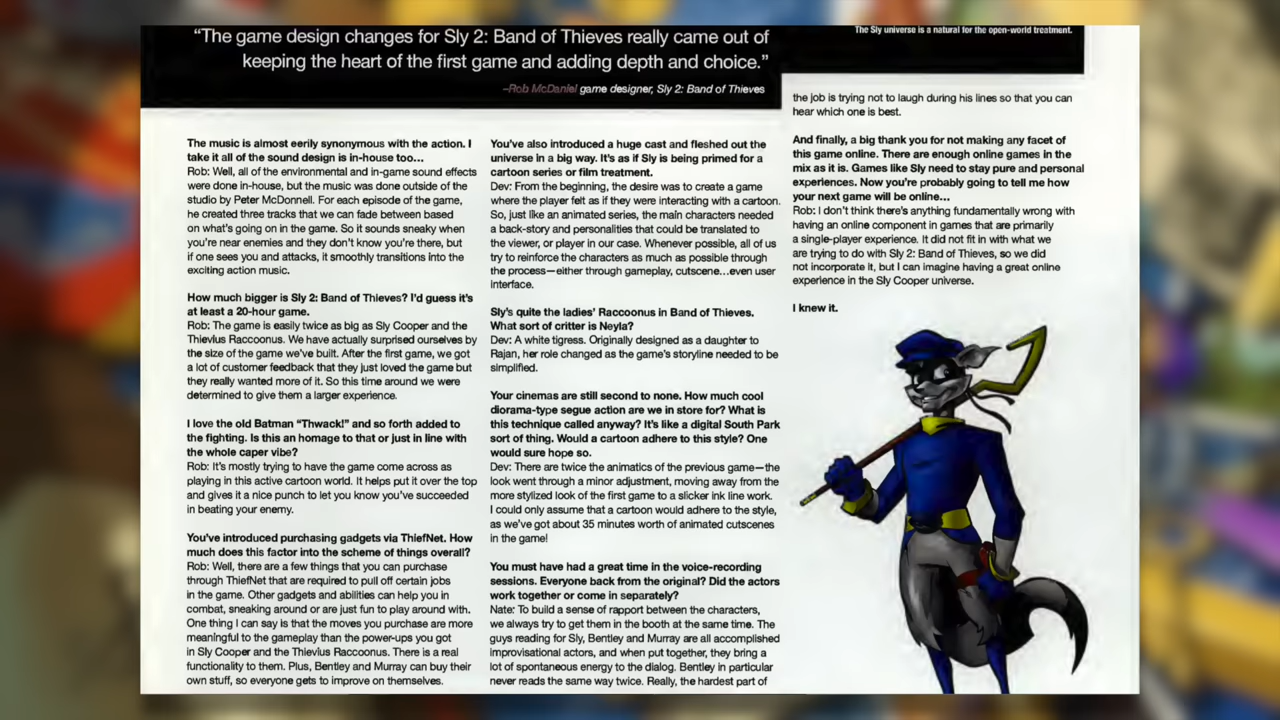 “The game design changes for Sly 2: Band of Thieves really came out of
keeping the heart of the first game and adding depth and choice.”
–Rob McDaniel game designer, Sly 2: Band of Thieves
The Sly universe is a natural for the open-world treatment.
The music is almost eerily synonymous with the action. I
take it all of the sound design is in-house too...
Rob: Well, all of the environmental and in-game sound effects
were done in-house, but the music was done outside of the
studio by Peter McDonnell. For each episode of the game,
he created three tracks that we can fade between based
on what's going on in the game. So it sounds sneaky when
you're near enemies and they don't know you're there, but
if one sees you and attacks, it smoothly transitions into the
exciting action music.
How much bigger is Sly 2: Band of Thieves? I'd guess it's
at least a 20-hour game.
Rob: The game is easily twice as big as Sly Cooper and the
Thievius Raccoonus. We have actually surprised ourselves by
the size of the game we've built. After the first game, we got
a lot of customer feedback that they just loved the game but
they really wanted more of it. So this time around we were
determined to give them a larger experience.
I love the old Batman “Thwack!” and so forth added to
the fighting. Is this an homage to that or just in line with
the whole caper vibe?
Rob: It's mostly trying to have the game come across as
playing in this active cartoon world. It helps put it over the top
and gives it a nice punch to let you know you've succeeded
in beating your enemy.
You've introduced purchasing gadgets via ThiefNet. How
much does this factor into the scheme of things overall?
Rob: Well, there are a few things that you can purchase
through ThiefNet that are required to pull off certain jobs
in the game. Other gadgets and abilities can help you in
combat, sneaking around or are just fun to play around with.
One thing I can say is that the moves you purchase are more
meaningful to the gameplay than the power-ups you got
in Sly Cooper and the Thievius Raccoonus. There is a real
functionality to them. Plus, Bentley and Murray can buy their
own stuff, so everyone gets to improve on themselves.
You've also introduced a huge cast and fleshed out the
universe in a big way. It's as if Sly is being primed for a
cartoon series or film treatment.
Dev: From the beginning, the desire was to create a game
where the player felt as if they were interacting with a cartoon.
So, just like an animated series, the main characters needed
a back-story and personalities that could be translated to
the viewer, or player in our case. Whenever possible, all of us
try to reinforce the characters as much as possible through
the process—either through gameplay, cutscene...even user
interface.
Sly's quite the ladies' Raccoonus in Band of Thieves.
What sort of critter is Neyla?
Dev: A white tigress. Originally designed as a daughter to
Rajan, her role changed as the game's storyline needed to be
simplified.
Your cinemas are still second to none. How much cool
diorama-type segue action are we in store for? What is
this technique called anyway? It's like a digital South Park
sort of thing. Would a cartoon adhere to this style? One
would sure hope so.
Dev: There are twice the animatics of the previous game—the
look went through a minor adjustment, moving away from the
more stylized look of the first game to a slicker ink line work.
I could only assume that a cartoon would adhere to the style,
as we've got about 35 minutes worth of animated cutscenes
in the game!
You must have had a great time in the voice-recording
sessions. Everyone back from the original? Did the actors
work together or come in separately?
Nate: To build a sense of rapport between the characters,
we always try to get them in the booth at the same time. The
guys reading for Sly, Bentley and Murray are all accomplished
improvisational actors, and when put together, they bring a
lot of spontaneous energy to the dialog. Bentley in particular
never reads the same way twice. Really, the hardest part of
the job is trying not to laugh during his lines so that you can
hear which one is best.
And finally, a big thank you for not making any facet of
this game online. There are enough online games in the
mix as it is. Games like Sly need to stay pure and personal
experiences. Now you're probably going to tell me how
your next game will be online...
Rob: I don't think there's anything fundamentally wrong with
having an online component in games that are primarily
a single-player experience. It did not fit in with what we
are trying to do with Sly 2: Band of Thieves, so we did
not incorporate it, but I can imagine having a great online
experience in the Sly Cooper universe.
I knew it.